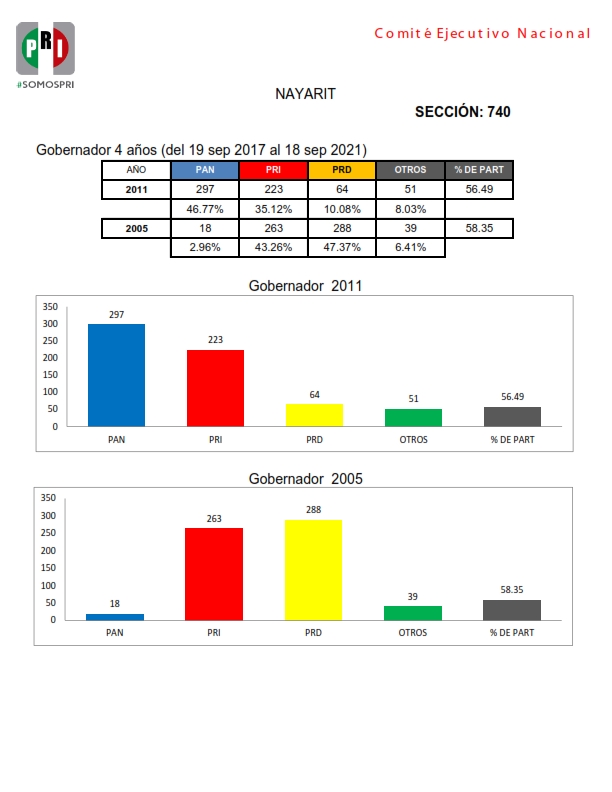 PRI
#SOMOSPRI
Comité Ejecutivo Nacional
NAYARIT
SECCIÓN: 740
Gobernador 4 años (del 19 sep 2017 al 18 sep 2021)
AÑO PAN PRI PRD OTROS % DE PART
2011 297 223 64 51 56.49
46.77% 35.12% 10.08% 8.03%
2005 18 263 288 39 58.35
2.96% 43.26% 47.37% 6.41%
Gobernador 2011
350
300
250
200
150
100
50
0
297
223
64
51
56.49
PAN PRI PRD OTROS % DE PART
Gobernador 2005
350
300
250
200
150
100
50
0
18
263
288
39
58.35
PAN PRI PRD OTROS % DE PART